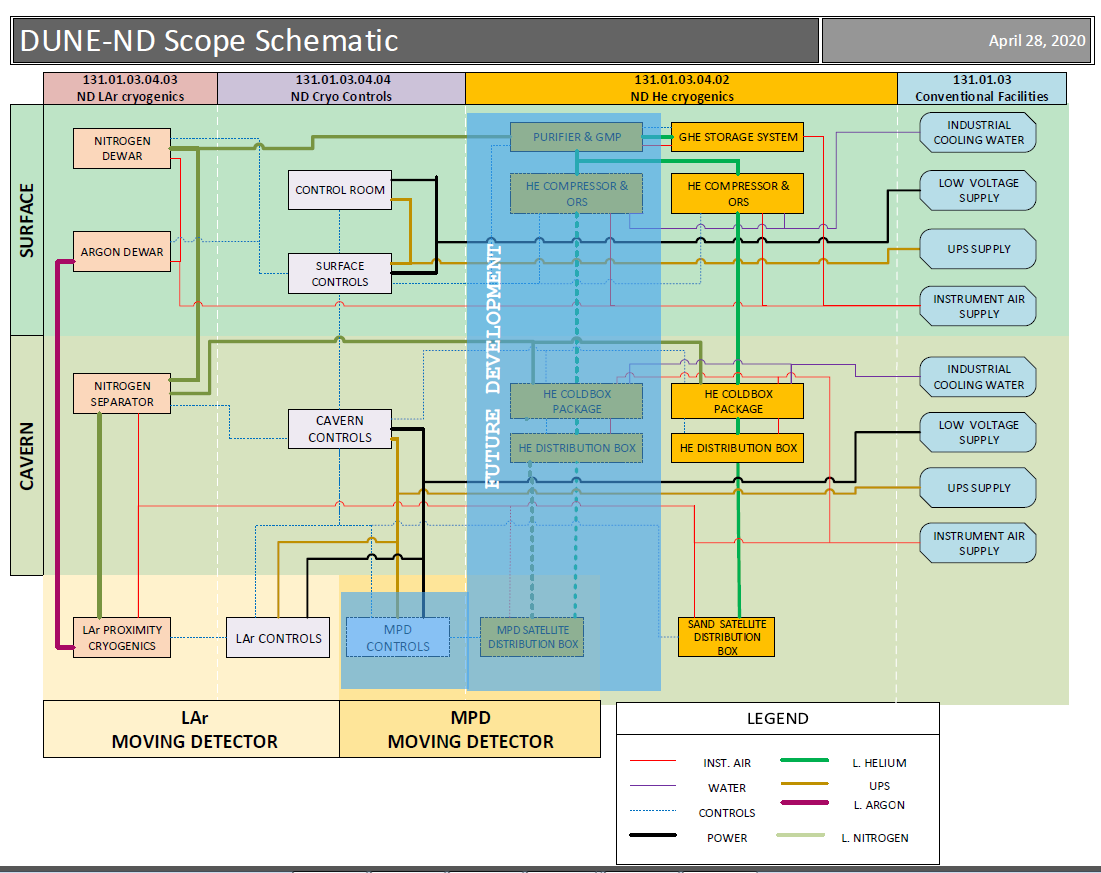 DUNE-ND Scope Schematic
April 28, 2020
131.01.03.04.03
ND LAr cryogenics
131.01.03.04.04
ND Cryo Controls
131.01.03.04.02
ND He cryogenics
131.01.03
Conventional Facilities
SURFACE
CAVERN
NITROGEN
DEWAR
ARGON DEWAR
CONTROL ROOM
SURFACE
CONTROLS
FUTURE DEVELOPMENT
PURIFIER & GMP
GHE STORAGE SYSTEM
HE COMPRESSOR &
ORS
HE COMPRESSOR &
ORS
INDUSTRIAL
COOLING WATER
LOW VOLTAGE
SUPPLY
UPS SUPPLY
INSTRUMENT AIR
SUPPLY
NITROGEN
SEPARATOR
CAVERN
CONTROLS
HE COLDBOX
PACKAGE
HE DISTRIBUTION BOX
HE COLDBOX
PACKAGE
HE DISTRIBUTION BOX
INDUSTRIAL
COOLING WATER
LOW VOLTAGE
SUPPLY
UPS SUPPLY
INSTRUMENT AIR
SUPPLY
LAr PROXIMITY
CRYOGENICS
LAr CONTROLS
MPD
CONTROLS
MPD SATELLITE
DISTRIBUTION BOX
SAND SATELLITE
DISTRIBUTION
BOX
LAr
MOVING DETECTOR
MPD
MOVING DETECTOR
LEGEND
INST. AIR
WATER
CONTROLS
POWER
L. HELIUM
UPS
L. ARGON
L. NITROGEN